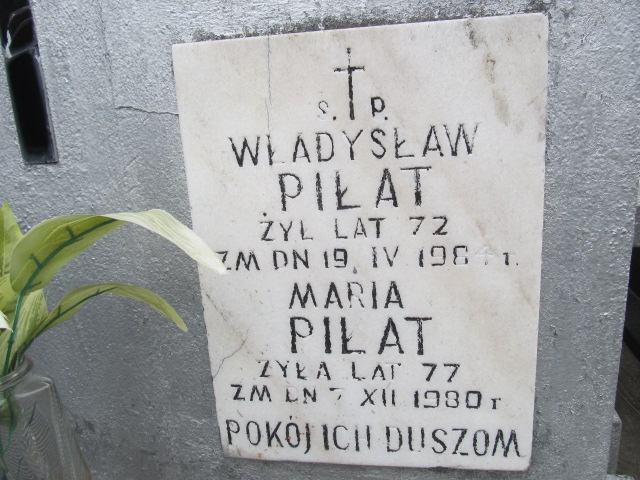 Ś. P.
WŁADYSŁAW
PIŁAT
ŻYŁ LAT 72
ZM DN 19. IV 1984 r.
MARIA
PIŁAT
ŻYŁA LAT 77
ZM DN 7 XII 1980 r
POKÓJ ICH DUSZOM